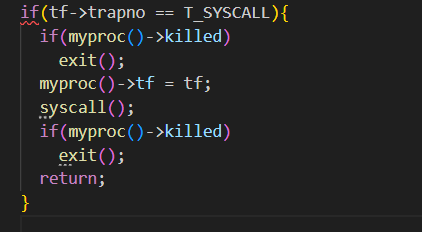 if(tf->trapno == T_SYSCALL){
  if(myproc()->killed)
    exit();
  myproc()->tf = tf;
  syscall();
  if(myproc()->killed)
    exit();
  return;
}